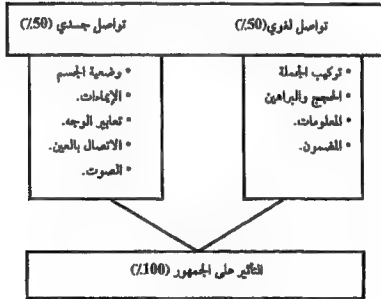 تواصل لغوي (50٪)
تواصل جسدي (50٪)
• تركيب الجملة
• الحجج والبراهين
• المعلومات.
• المضمون.
• وضعية الجسم
• الإيماءات.
• تعابير الوجه.
• الاتصال بالعين.
• الصوت.
التأثير على الجمهور (100٪)